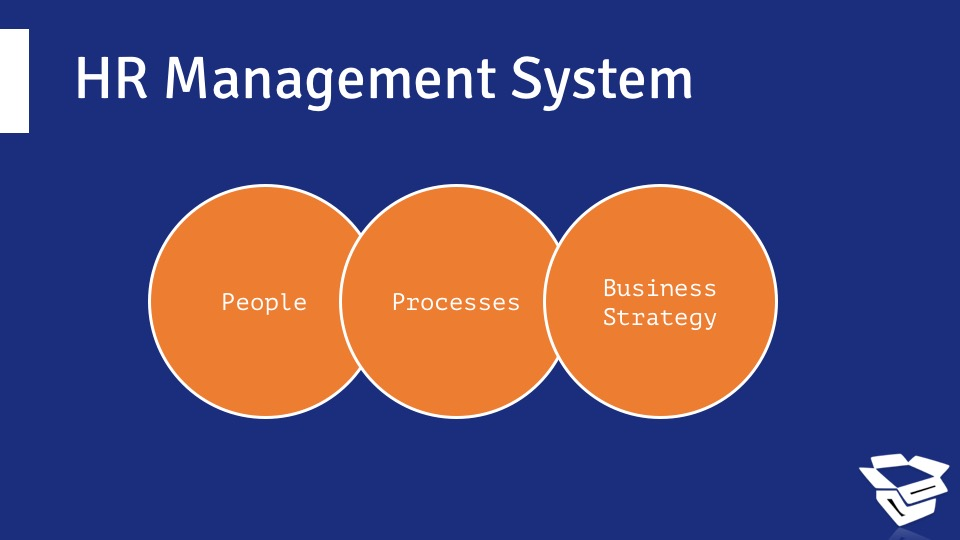 HR Management System
People
Processes
Business
Strategy